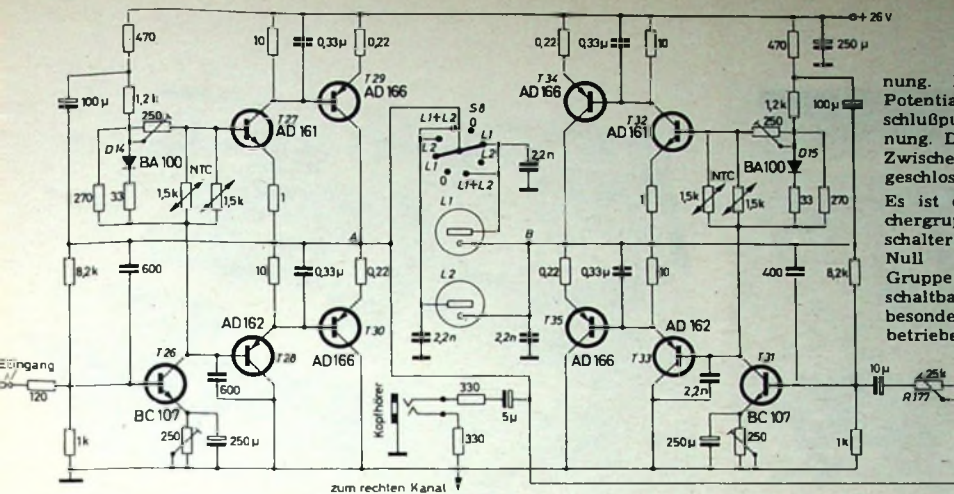 + 26 V
470
10
0,33µ
0,22
0,22
0,33µ
10
470
250 µ
T29
AD 166
T34
AD166
100 µ
1,2 k
250
T27
AD 161
S8
0
L1+L2
L1
L2
L2
L1
0
L1+L2
2,2n
T32
AD161
1,2k
100µ
250
D14
BA 100
NTC
1,5k
1,5k
270
33
1
L1
L2
1
NTC
1,5k
1,5k
BA100
D15
33
270
A
B
8,2k
600
10
0,33µ
0,22
0,22
0,33µ
10
400
8,2k
AD 162
T28
T30
AD166
2,2n
2,2n
T35
AD166
AD 162
T33
Eingang
120
T26
BC 107
600
T31
BC 107
2,2n
10µ
25k
R177
1k
250
250µ
Kopfhörer
330
5µ
330
250µ
250
1k
zum rechten Kanal
nung.
Potentia
schlußpu
nung. D
Zwische
geschlos
Es ist
chergru
schalter
Null
Gruppe
schaltba
besonde
betriebe